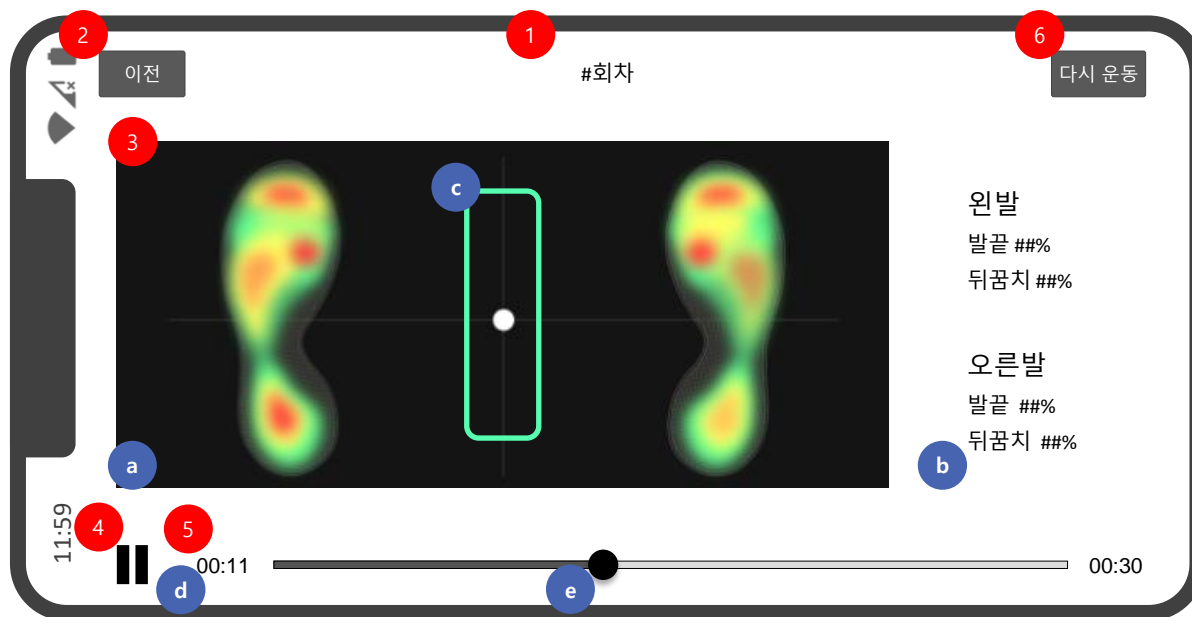 2
1
6
이전
#회차
다시 운동
3
c
왼발
발끝 ##%
뒤꿈치 ##%
오른발
발끝 ##%
뒤꿈치 ##%
a
b
11:59
4
5
00:11
00:30
d
e